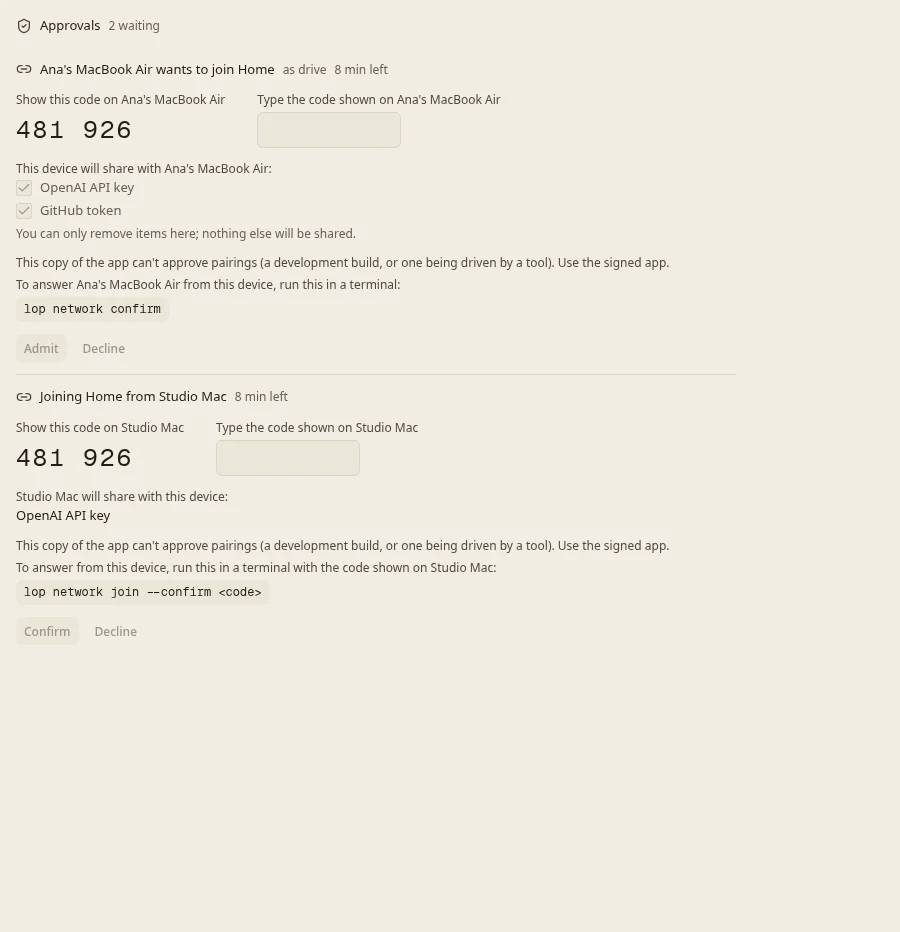 Approvals 2 waiting
Ana's MacBook Air wants to join Home as drive 8 min left
Show this code on Ana's MacBook Air Type the code shown on Ana's MacBook Air
481 926
This device will share with Ana's MacBook Air:
OpenAI API key
GitHub token
You can only remove items here; nothing else will be shared.
This copy of the app can't approve pairings (a development build, or one being driven by a tool). Use the signed app.
To answer Ana's MacBook Air from this device, run this in a terminal:
lop network confirm
Admit Decline
Joining Home from Studio Mac 8 min left
Show this code on Studio Mac Type the code shown on Studio Mac
481 926
Studio Mac will share with this device:
OpenAI API key
This copy of the app can't approve pairings (a development build, or one being driven by a tool). Use the signed app.
To answer from this device, run this in a terminal with the code shown on Studio Mac:
lop network join --confirm <code>
Confirm Decline